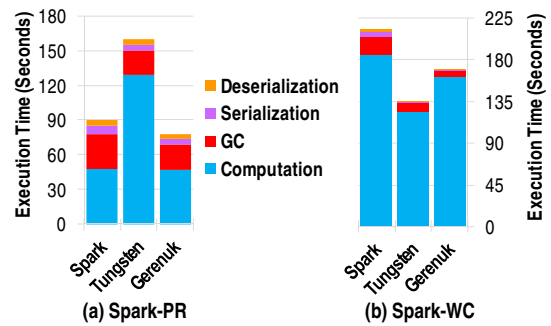 Execution Time (Seconds)
180
150
120
90
60
30
0
Spark
Tungsten
Gerenuk
(a) Spark-PR
Deserialization
Serialization
GC
Computation
225
180
135
90
45
0
Execution Time (Seconds)
Spark
Tungsten
Gerenuk
(b) Spark-WC